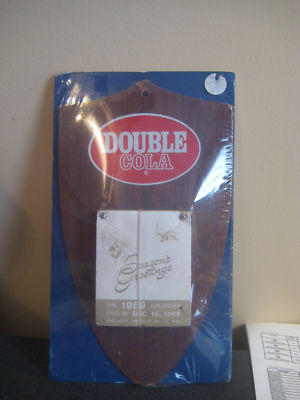 DOUBLE
COLA
®
Season's
Greetings
THE 1969 CALENDAR
DEC. 16, 1968